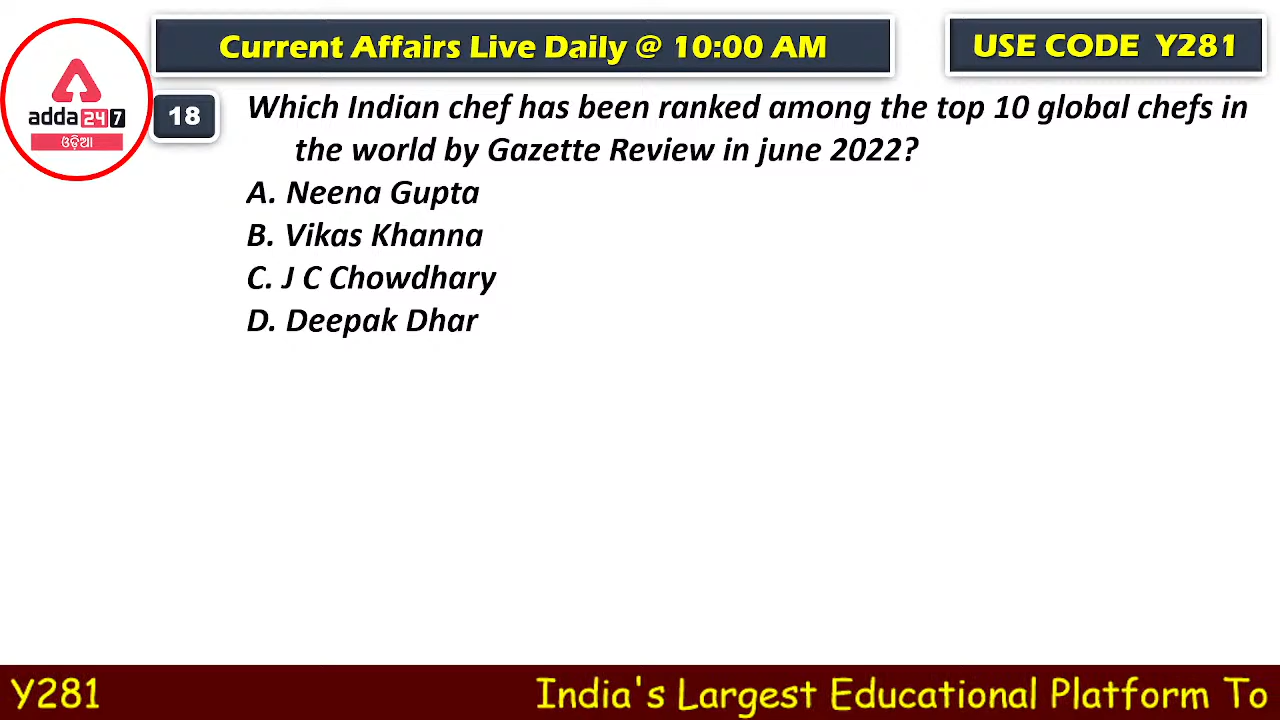 Current Affairs Live Daily @ 10:00 AM
USE CODE Y281
adda247
ଓଡ଼ିଆ
18
Which Indian chef has been ranked among the top 10 global chefs in
the world by Gazette Review in june 2022?
A. Neena Gupta
B. Vikas Khanna
C. J C Chowdhary
D. Deepak Dhar
Y281
India's Largest Educational Platform To